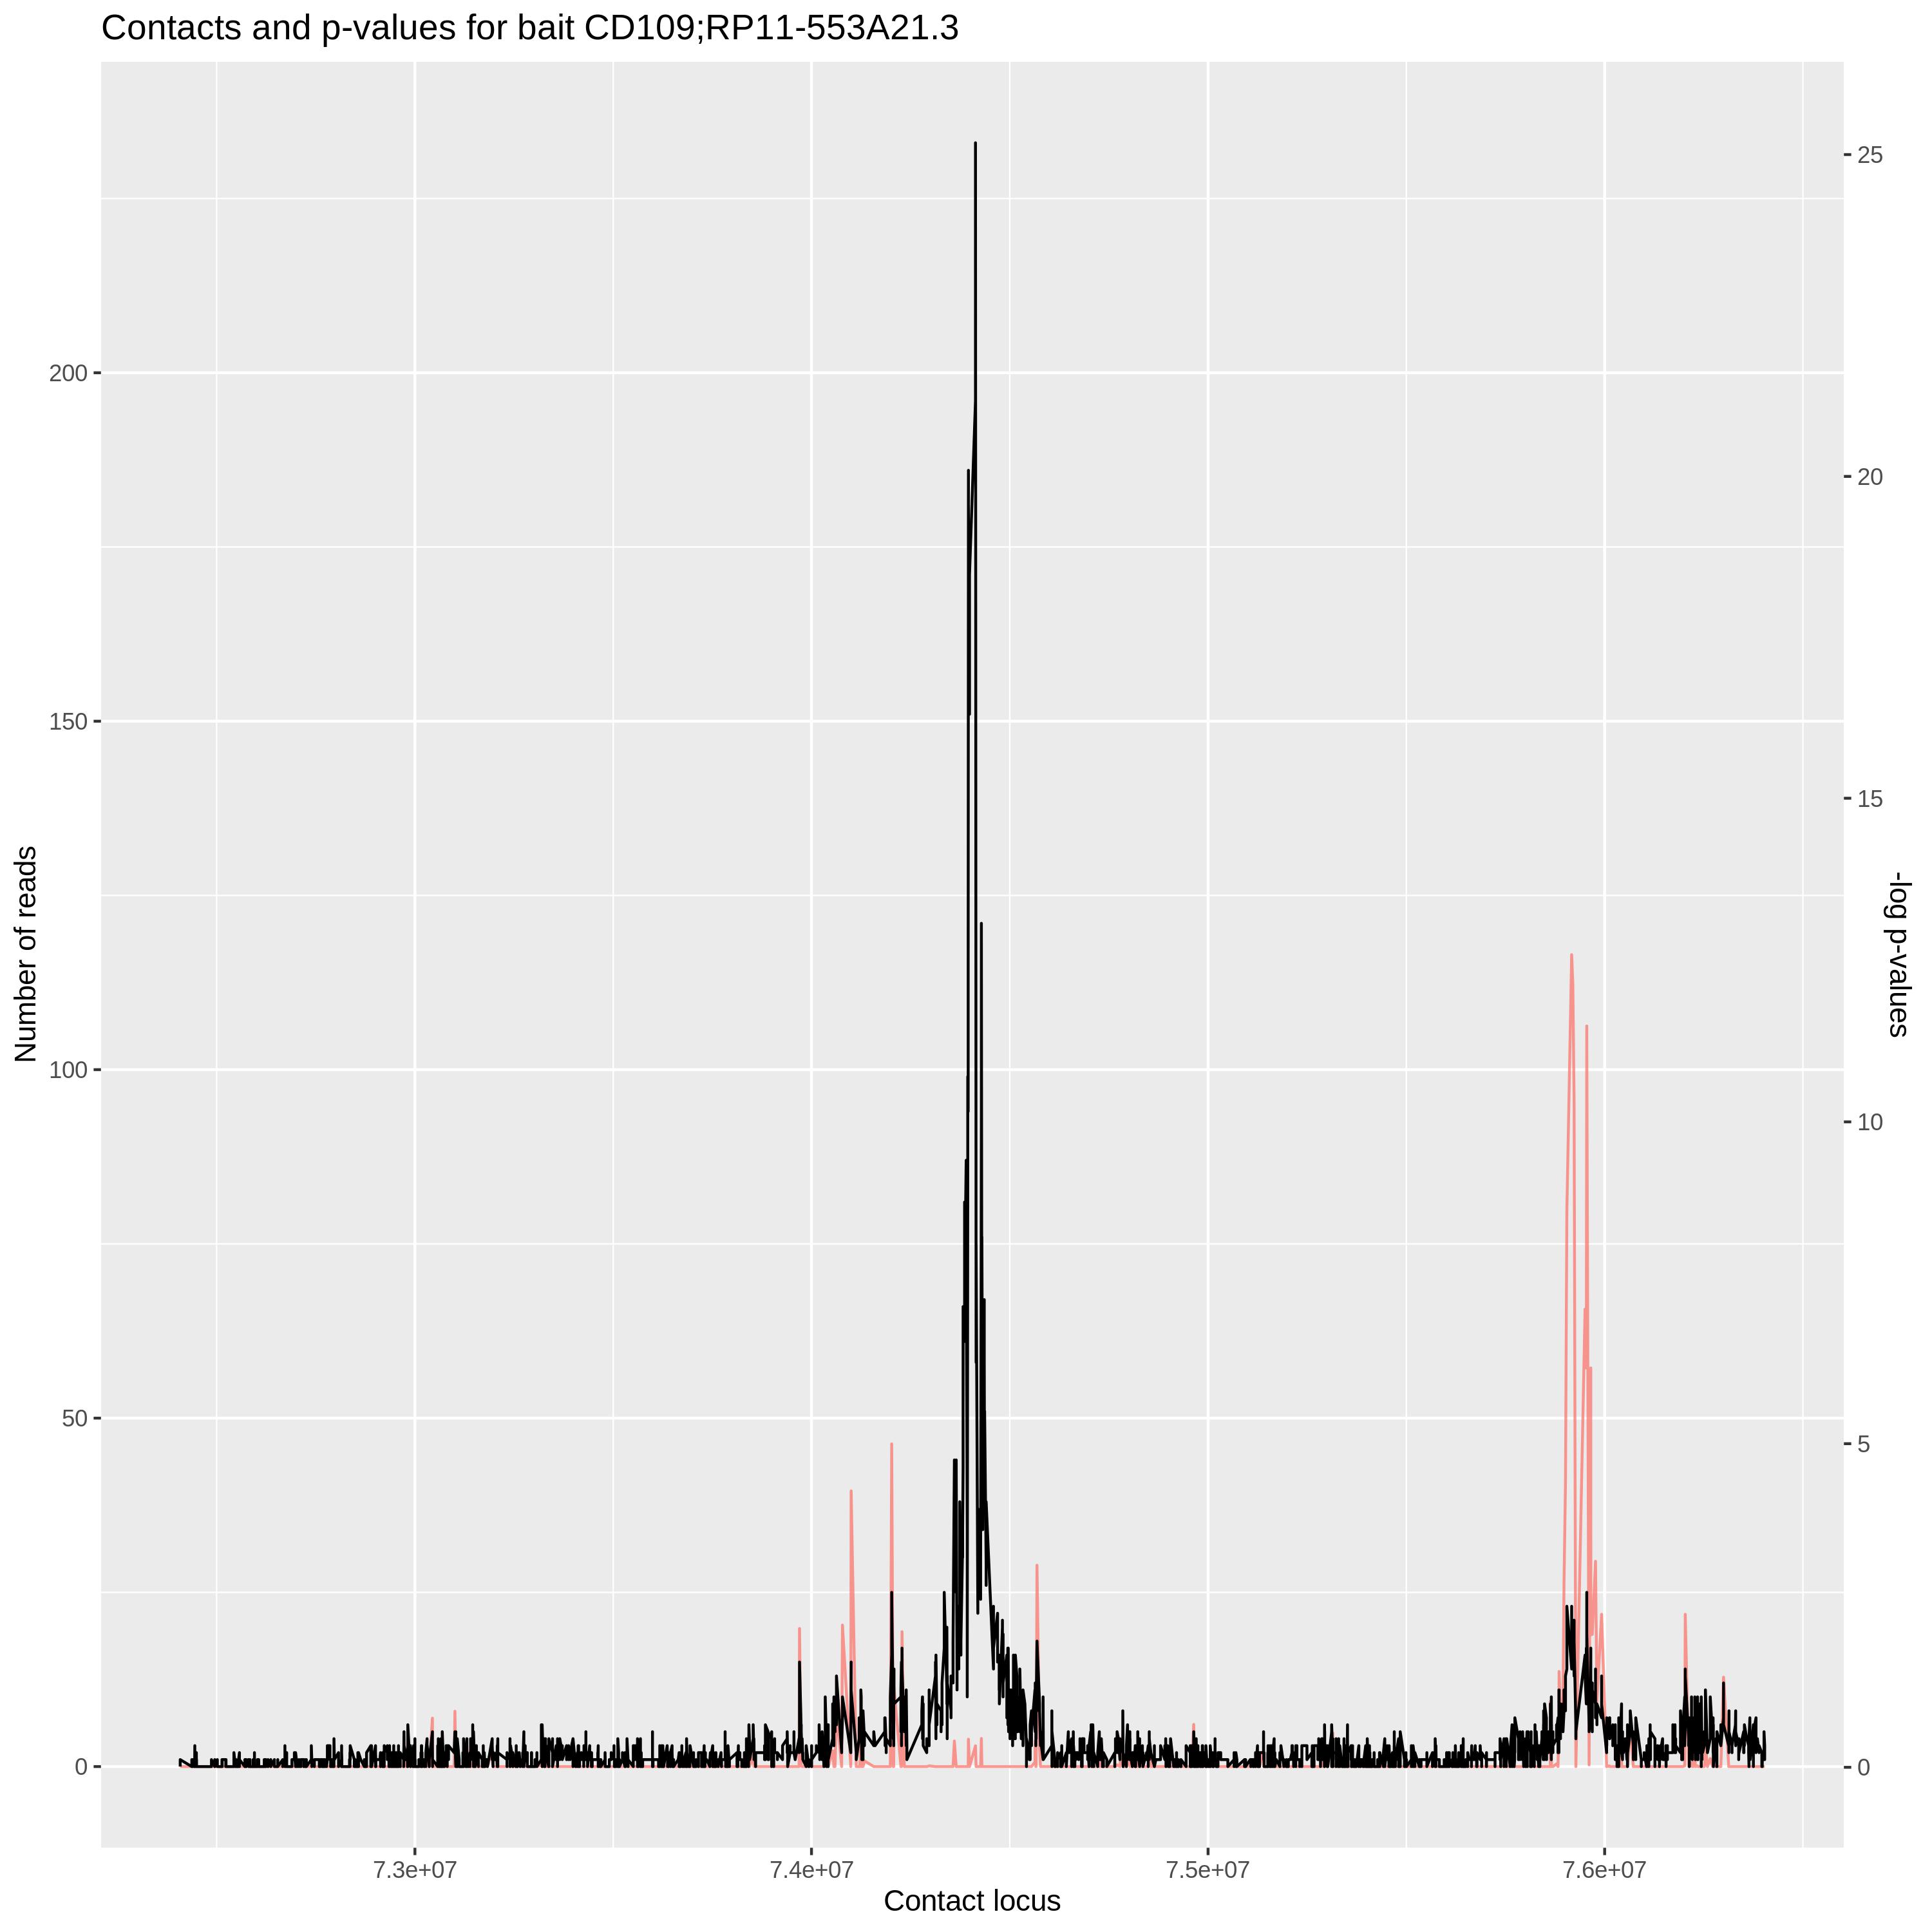 Contacts and p-values for bait CD109;RP11-553A21.3
Number of reads
200
150
100
50
0
25
20
15
10
5
0
-log p-values
7.3e+07
7.4e+07
7.5e+07
7.6e+07
Contact locus